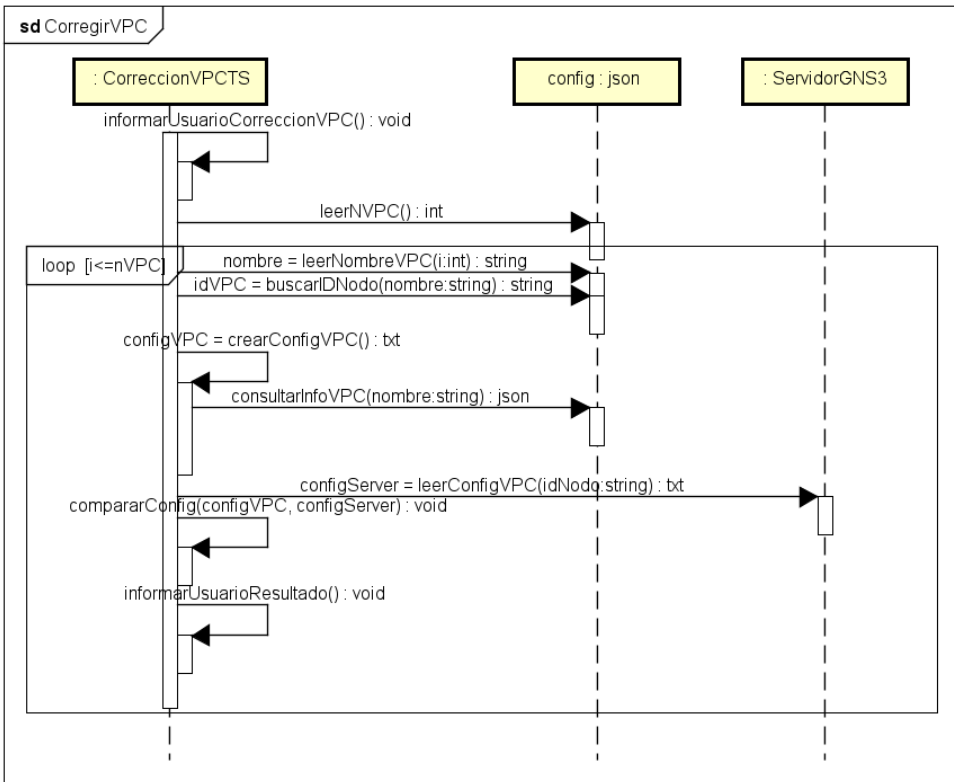 sd CorregirVPC
: CorreccionVPCTS
config : json
: ServidorGNS3
informarUsuarioCorreccionVPC() : void
leerNVPC() : int
loop [i<=nVPC]
nombre = leerNombreVPC(i:int) : string
idVPC = buscarIDNodo(nombre:string) : string
configVPC = crearConfigVPC() : txt
consultarInfoVPC(nombre:string) : json
configServer = leerConfigVPC(idNodo:string) : txt
compararConfig(configVPC, configServer) : void
informarUsuarioResultado() : void